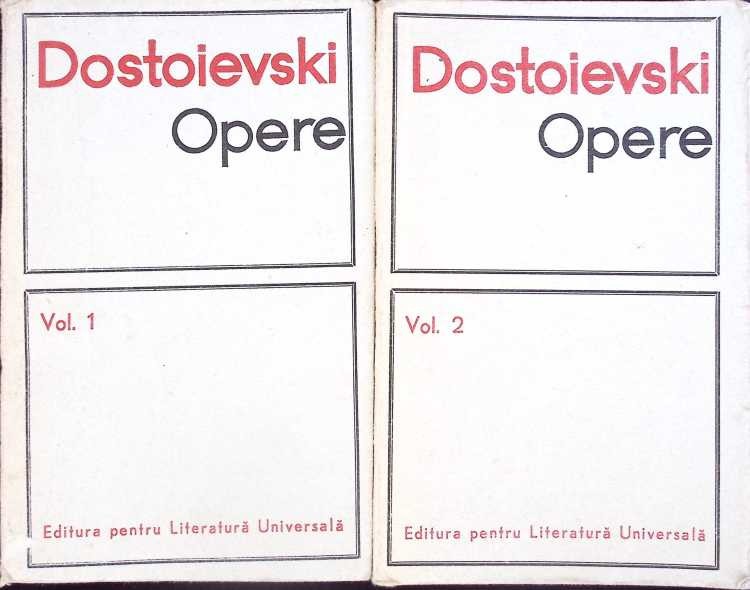 Dostoievski
Opere
Vol. 1
Editura pentru Literatură Universală
Dostoievski
Opere
Vol. 2
Editura pentru Literatură Universală